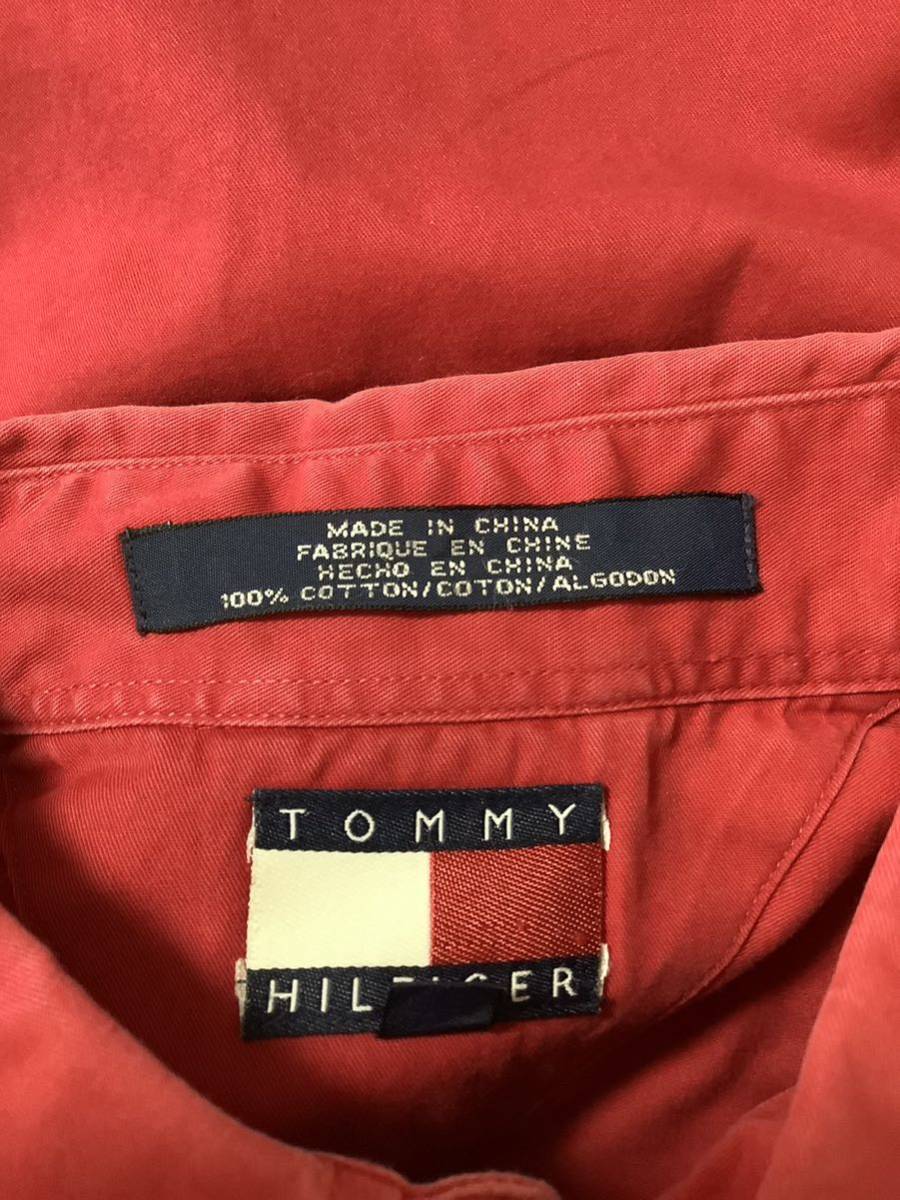 MADE IN CHINA
FABRIQUE EN CHINE
HECHO EN CHINA
100% COTTON/COTON/ALGODON
TOMMY
HILFIGER